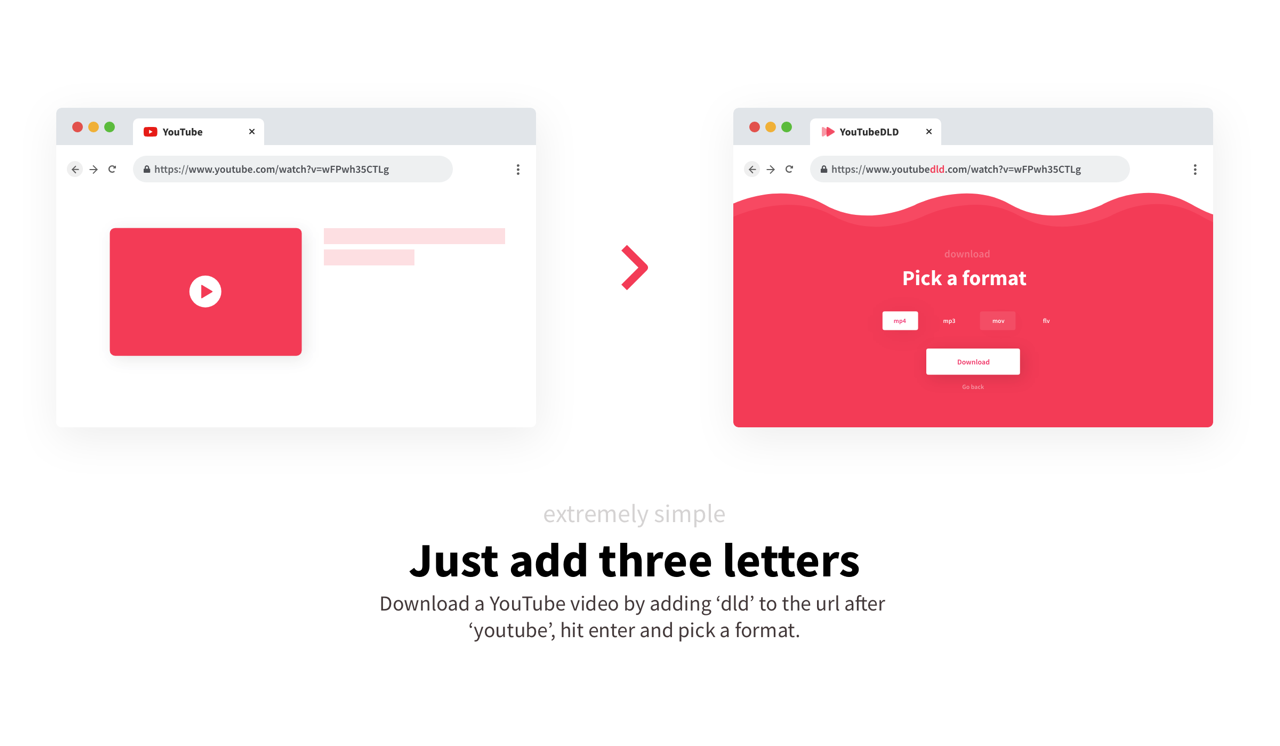 YouTube
https://www.youtube.com/watch?v=wFPwh35CTLg
YouTubeDLD
https://www.youtubedld.com/watch?v=wFPwh35CTLg
download
Pick a format
mp4 mp3 mov flv
Download
Go back
extremely simple
Just add three letters
Download a YouTube video by adding ‘dld’ to the url after
‘youtube’, hit enter and pick a format.